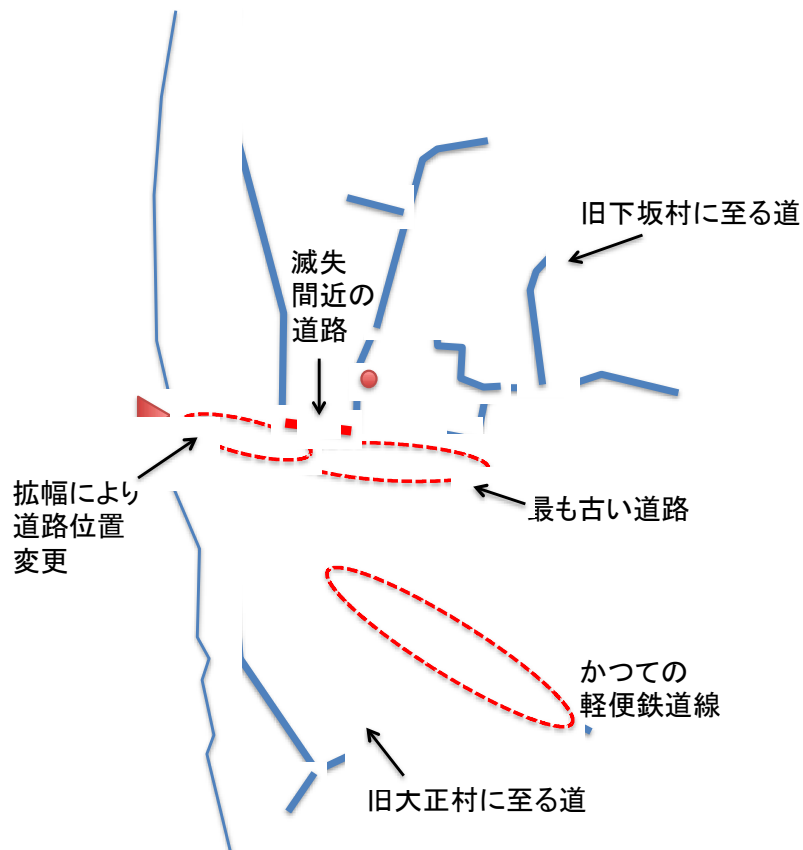 旧下坂村に至る道
滅失
間近の
道路
拡幅により
道路位置
変更
最も古い道路
かつての
軽便鉄道線
旧大正村に至る道